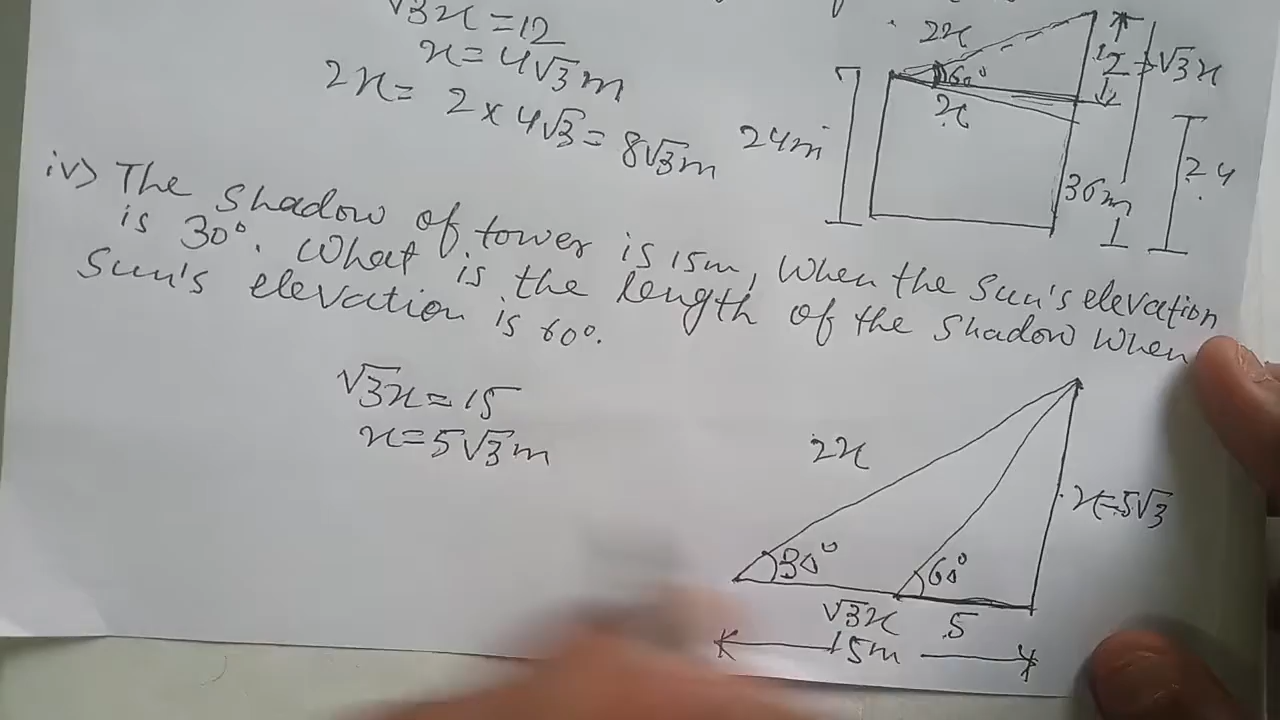 √3x = 12
x = 4√3 m
2x = 2 × 4√3 = 8√3 m
2x
60°
x
12
√3x
24m
36m
24
iv) The Shadow of tower is 15m, When the Sun's elevation
is 30°. What is the length of the Shadow When
Sun's elevation is 60°.
√3x = 15
x = 5√3 m
2x
x = 5√3
30°
60°
√3x
5
15m